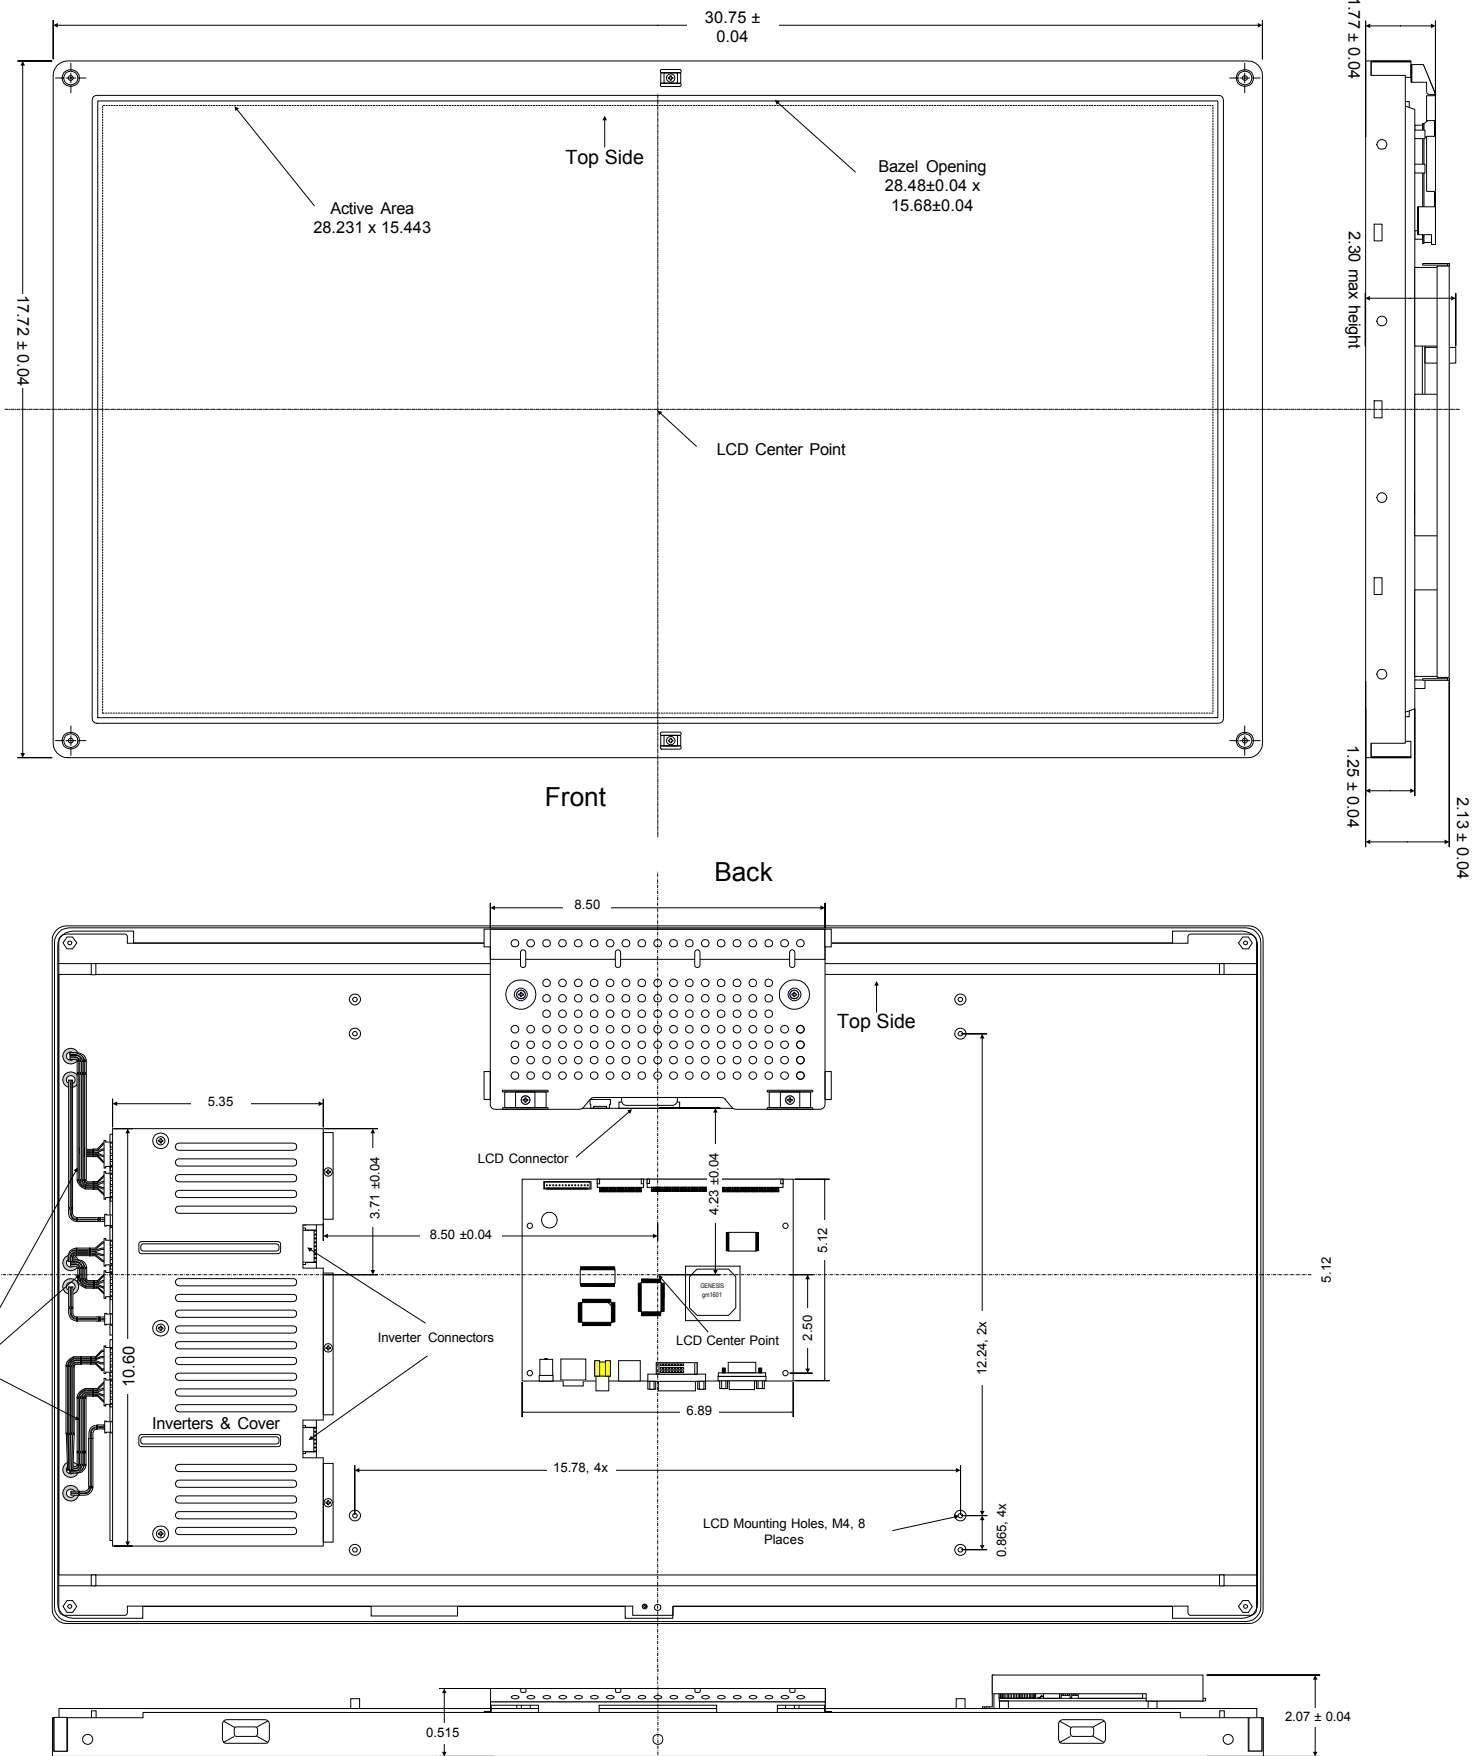 30.75 ±
0.04
1.77 ± 0.04
Top Side
Bazel Opening
28.48±0.04 x
15.68±0.04
Active Area
28.231 x 15.443
2.30 max height
17.72 ± 0.04
LCD Center Point
Front
1.25 ± 0.04
2.13 ± 0.04
Back
8.50
Top Side
5.35
LCD Connector
3.71 ±0.04
4.23 ±0.04
8.50 ±0.04
5.12
5.12
GENESIS
gm1601
Inverter Connectors
LCD Center Point
2.50
12.24, 2x
10.60
6.89
Inverters & Cover
15.78, 4x
LCD Mounting Holes, M4, 8
Places
0.865, 4x
0.515
2.07 ± 0.04